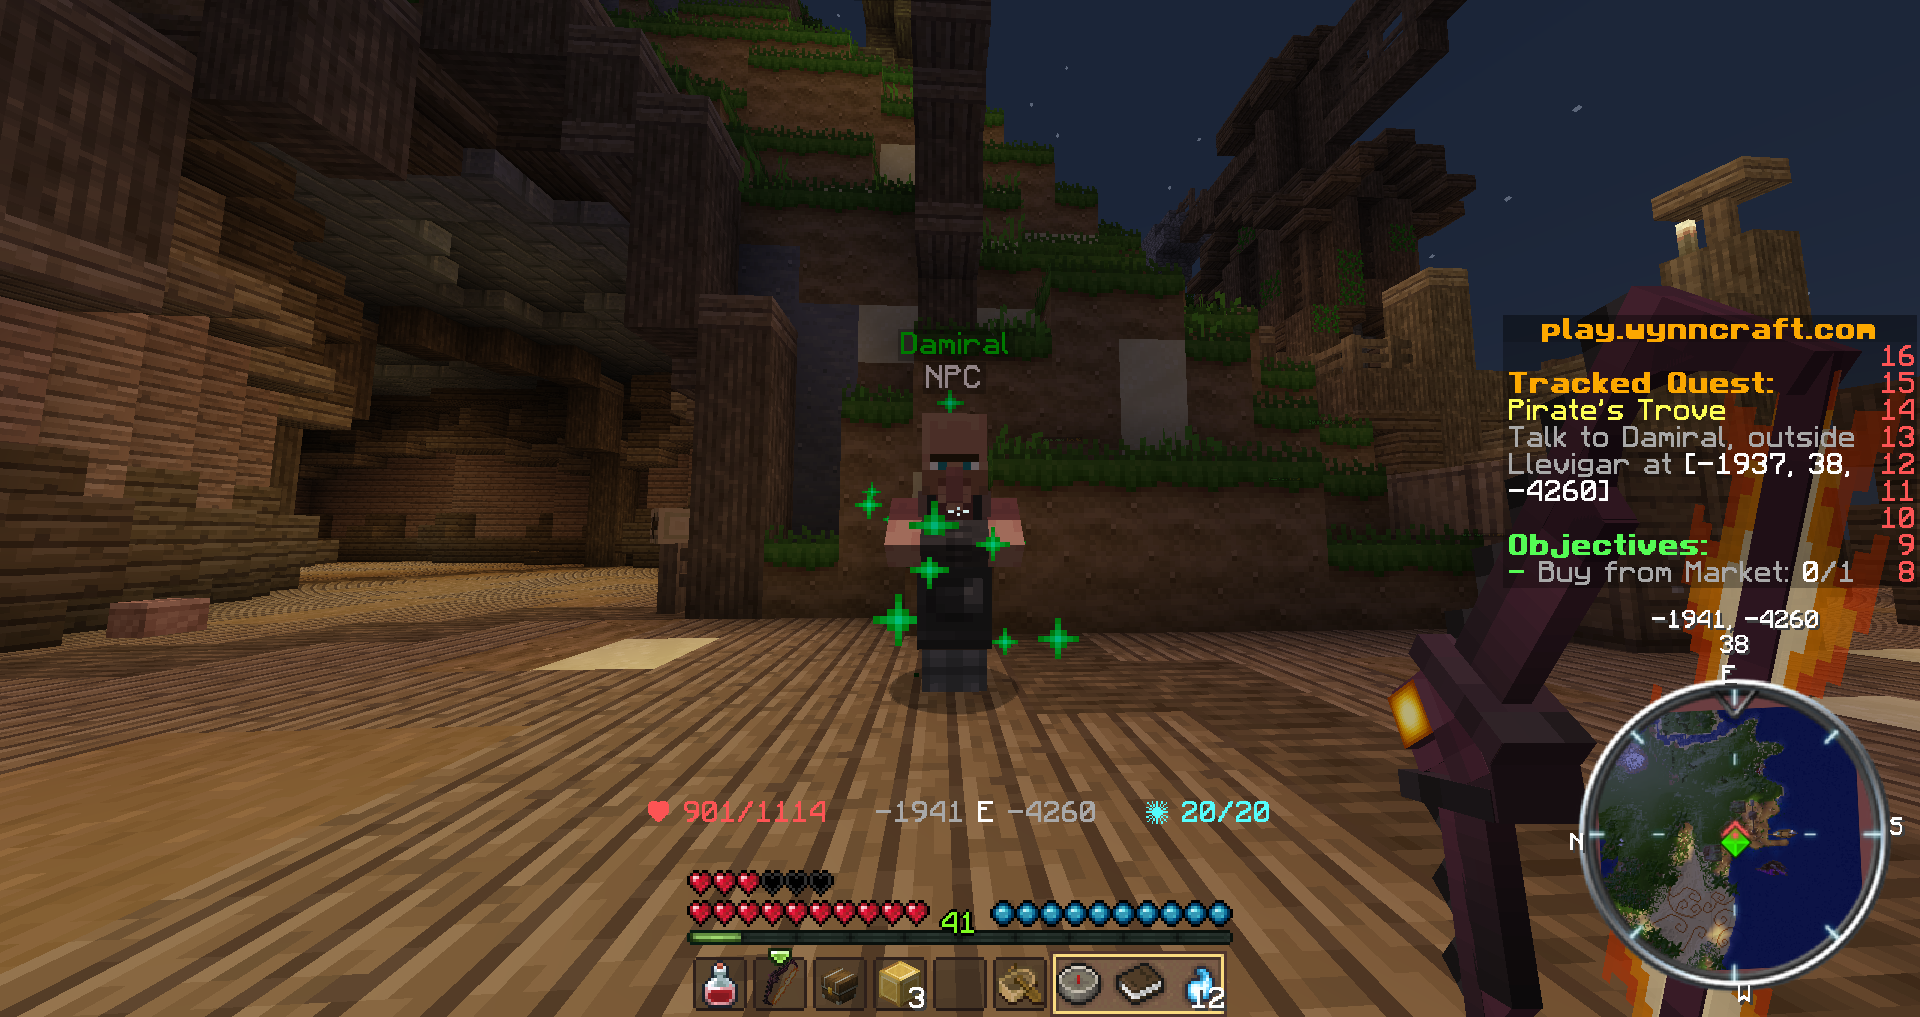 Damiral
NPC
play.wynncraft.com
16
Tracked Quest: 15
Pirate's Trove 14
Talk to Damiral, outside 13
Llevigar at [-1937, 38, 12
-4260] 11
10
Objectives: 9
- Buy from Market: 0/1 8
-1941, -4260
38
E
N
S
W
901/1114 -1941 E -4260 20/20
41
3
12